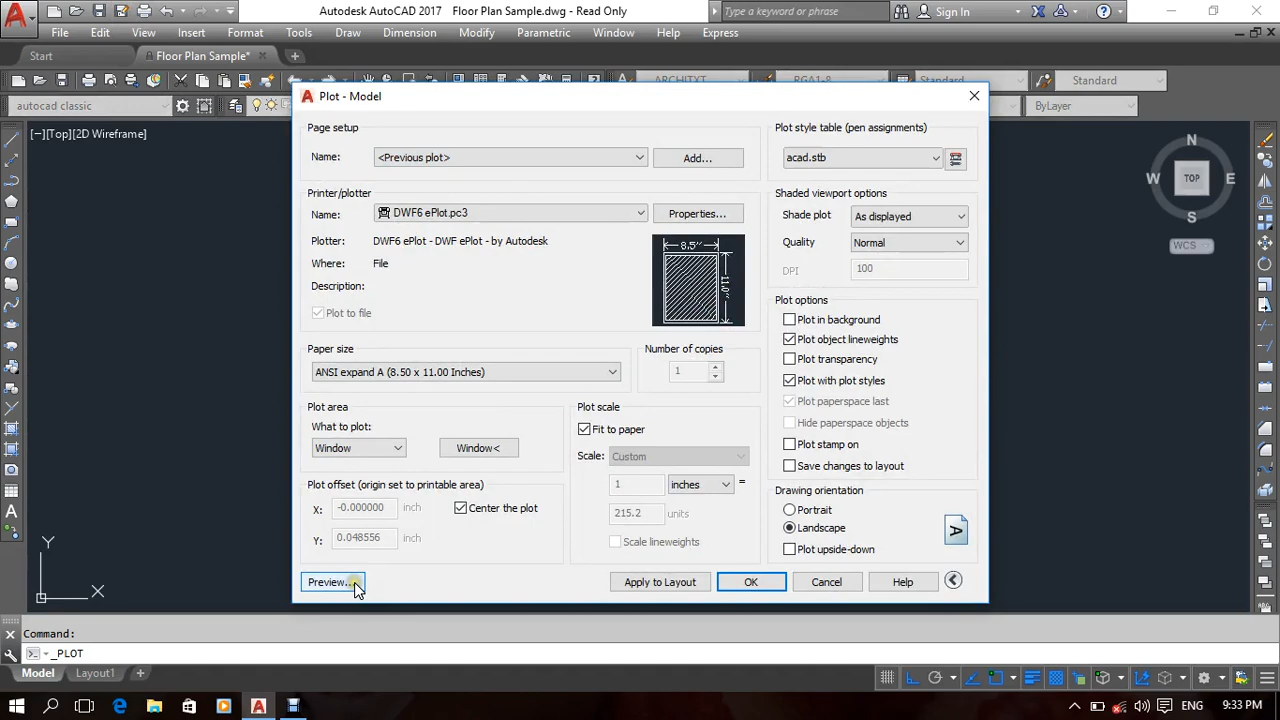 Autodesk AutoCAD 2017 Floor Plan Sample.dwg - Read Only
Type a keyword or phrase
Sign In
File Edit View Insert Format Tools Draw Dimension Modify Parametric Window Help Express
Start Floor Plan Sample*
ARCHITXT RGA1-8 Standard Standard
autocad classic
ByLayer
[−][Top][2D Wireframe]
N
W TOP E
S
WCS
Plot - Model
Page setup
Name: <Previous plot> Add...
Printer/plotter
Name: DWF6 ePlot.pc3 Properties...
Plotter: DWF6 ePlot - DWF ePlot - by Autodesk
Where: File
Description:
Plot to file
8.5''
11.0''
Paper size
ANSI expand A (8.50 x 11.00 Inches)
Number of copies
1
Plot area
What to plot:
Window Window<
Plot offset (origin set to printable area)
X: -0.000000 inch Center the plot
Y: 0.048556 inch
Plot scale
Fit to paper
Scale: Custom
1 inches =
215.2 units
Scale lineweights
Plot style table (pen assignments)
acad.stb
Shaded viewport options
Shade plot As displayed
Quality Normal
DPI 100
Plot options
Plot in background
Plot object lineweights
Plot transparency
Plot with plot styles
Plot paperspace last
Hide paperspace objects
Plot stamp on
Save changes to layout
Drawing orientation
Portrait
Landscape
Plot upside-down
A
Preview... Apply to Layout OK Cancel Help
Y
X
Command:
_PLOT
Model Layout1
ENG 9:33 PM